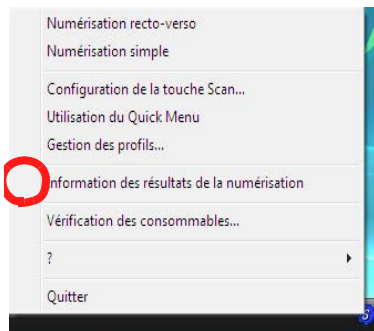 Numérisation recto-verso
Numérisation simple
Configuration de la touche Scan...
Utilisation du Quick Menu
Gestion des profils...
Information des résultats de la numérisation
Vérification des consommables...
?
Quitter
S